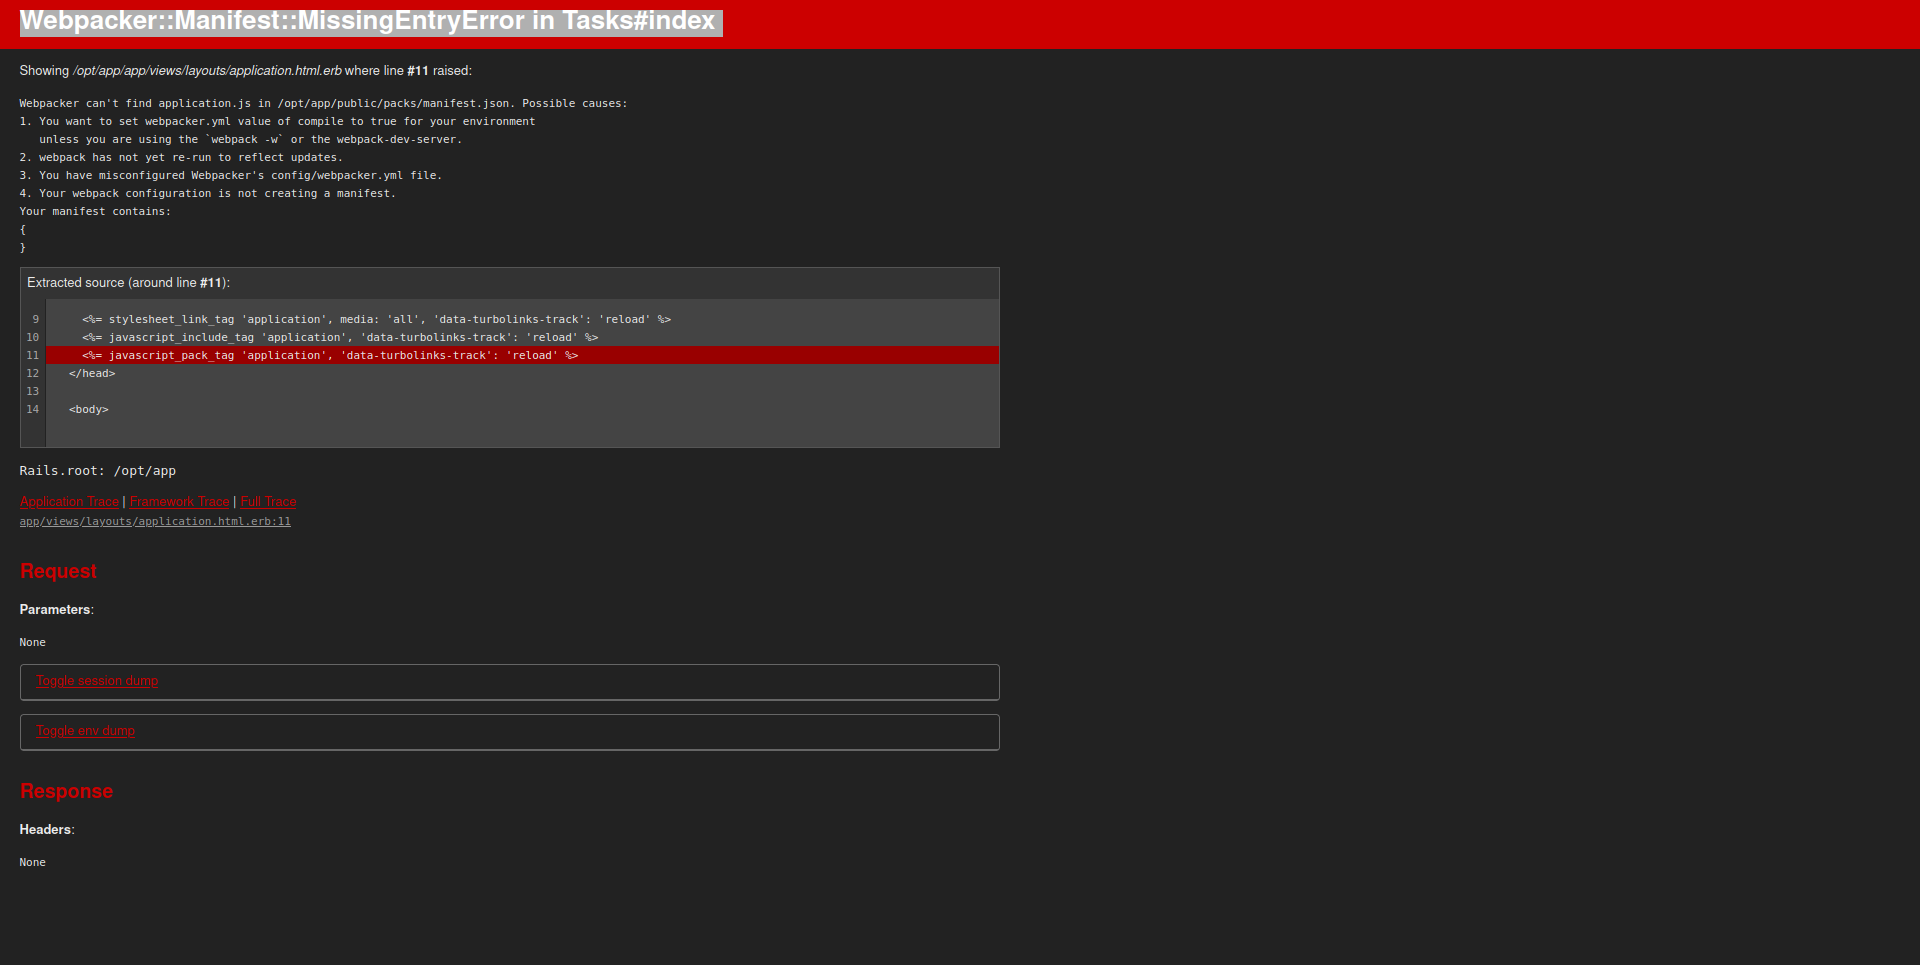 Webpacker::Manifest::MissingEntryError in Tasks#index
Showing /opt/app/app/views/layouts/application.html.erb where line #11 raised:
Webpacker can't find application.js in /opt/app/public/packs/manifest.json. Possible causes:
1. You want to set webpacker.yml value of compile to true for your environment
   unless you are using the `webpack -w` or the webpack-dev-server.
2. webpack has not yet re-run to reflect updates.
3. You have misconfigured Webpacker's config/webpacker.yml file.
4. Your webpack configuration is not creating a manifest.
Your manifest contains:
{
}
Extracted source (around line #11):
9     <%= stylesheet_link_tag 'application', media: 'all', 'data-turbolinks-track': 'reload' %>
10     <%= javascript_include_tag 'application', 'data-turbolinks-track': 'reload' %>
11     <%= javascript_pack_tag 'application', 'data-turbolinks-track': 'reload' %>
12   </head>
13
14   <body>
Rails.root: /opt/app
Application Trace | Framework Trace | Full Trace
app/views/layouts/application.html.erb:11
Request
Parameters:
None
Toggle session dump
Toggle env dump
Response
Headers:
None